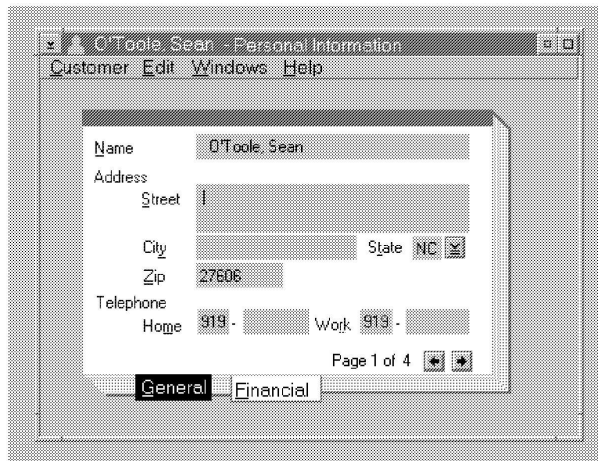 O'Toole, Sean - Personal Information
Customer Edit Windows Help
Name O'Toole, Sean
Address
Street
City State NC
Zip 27606
Telephone
Home 919 - Work 919 -
Page 1 of 4
General Financial